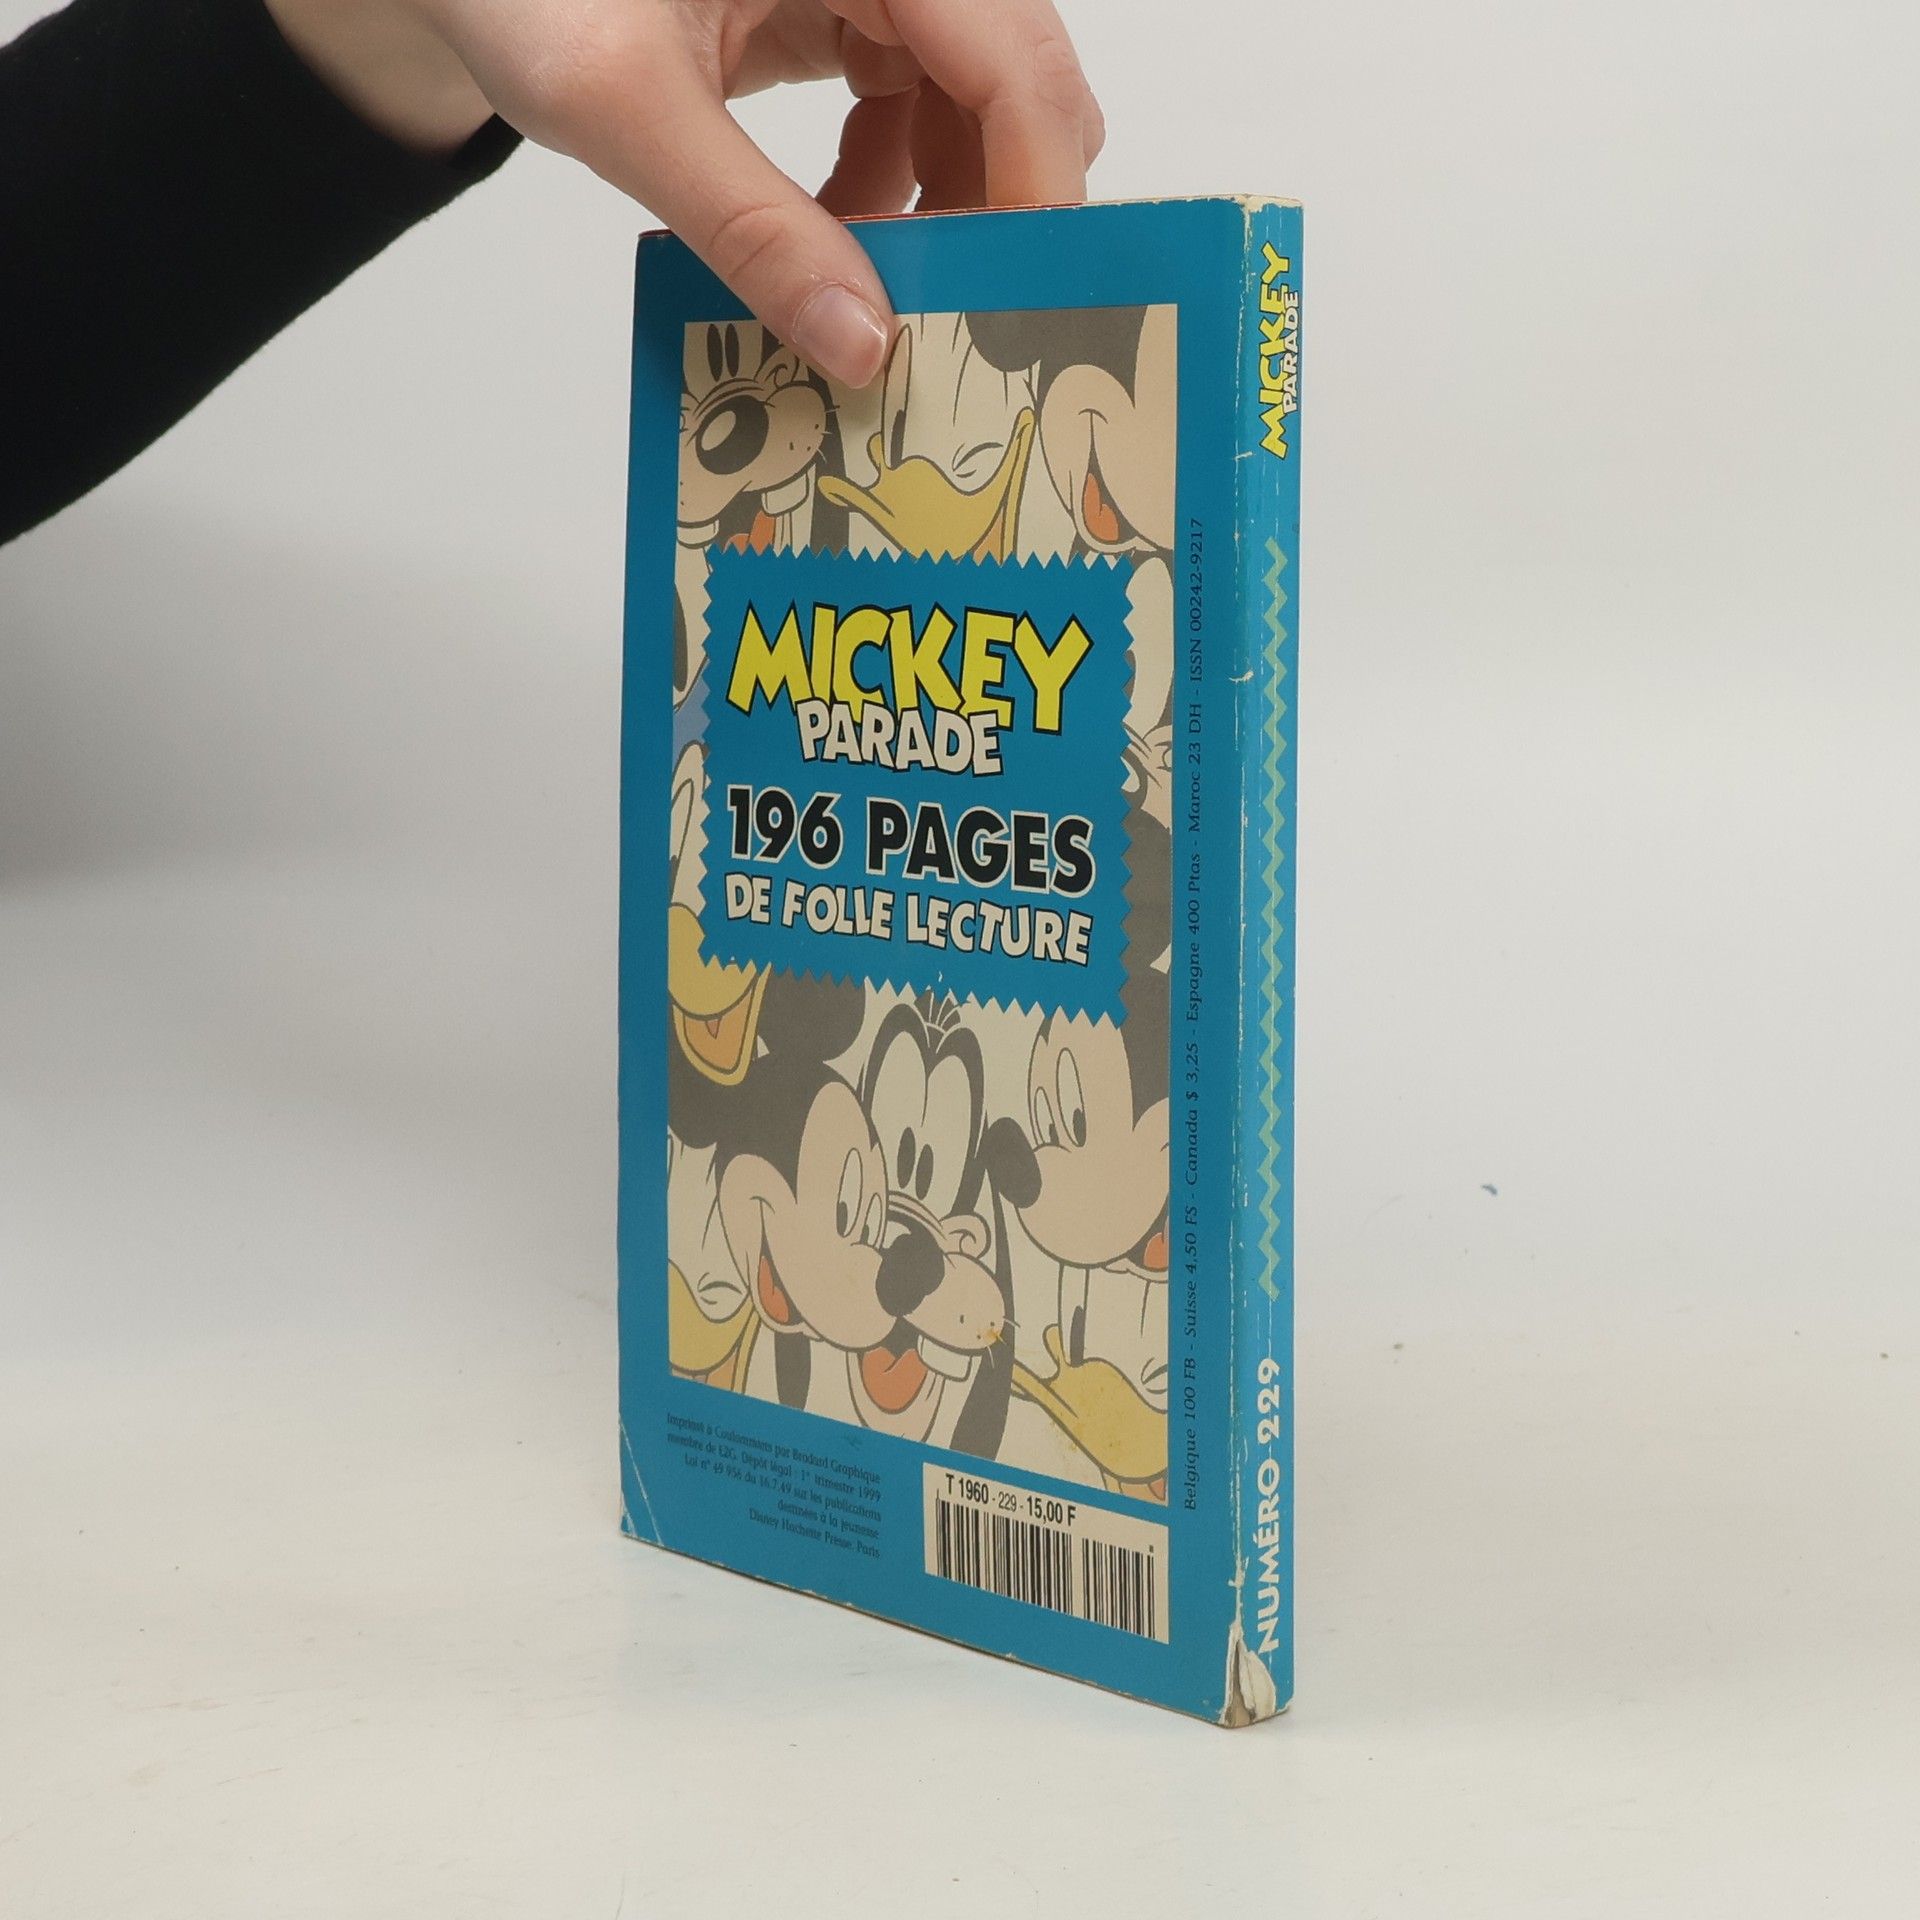 MICKEY
PARADE
196 PAGES
DE FOLLE LECTURE
Imprimé à Coulommiers par Brodard Graphique
membre de E2G. Dépôt légal : 1° trimestre 1999
Loi n° 49 956 du 16.7.49 sur les publications
destinées à la jeunesse
Disney Hachette Presse. Paris
T 1960 - 229 - 15,00 F
Belgique 100 FB - Suisse 4,50 FS - Canada $ 3,25 - Espagne 400 Ptas - Maroc 23 DH - ISSN 00242-9217
MICKEY
PARADE
NUMÉRO 229